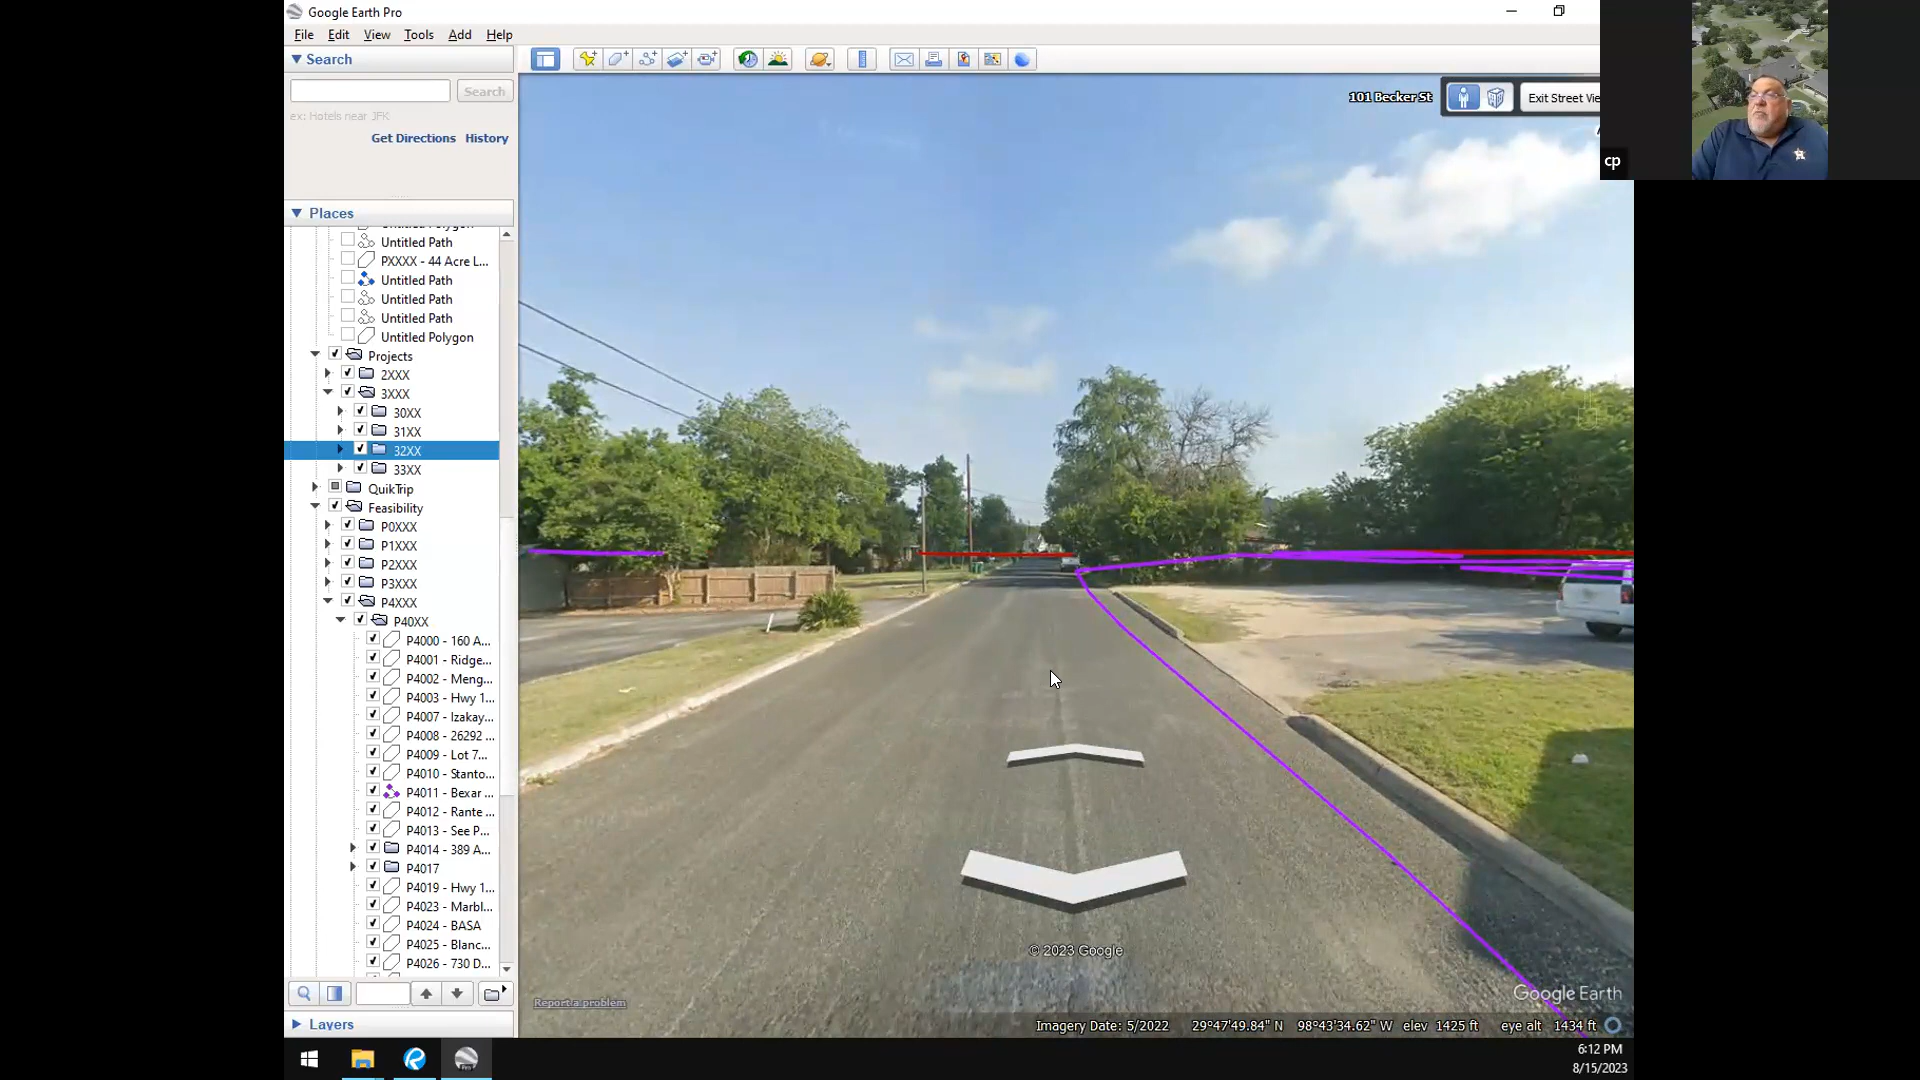 Google Earth Pro
File Edit View Tools Add Help
Search
Search
ex: Hotels near JFK
Get Directions History
Places
Untitled Path
PXXXX - 44 Acre L...
Untitled Path
Untitled Path
Untitled Path
Untitled Polygon
Projects
2XXX
3XXX
30XX
31XX
32XX
33XX
QuikTrip
Feasibility
P0XXX
P1XXX
P2XXX
P3XXX
P4XXX
P40XX
P4000 - 160 A...
P4001 - Ridge...
P4002 - Meng...
P4003 - Hwy 1...
P4007 - Izakay...
P4008 - 26292 ...
P4009 - Lot 7...
P4010 - Stanto...
P4011 - Bexar ...
P4012 - Rante ...
P4013 - See P...
P4014 - 389 A...
P4017
P4019 - Hwy 1...
P4023 - Marbl...
P4024 - BASA
P4025 - Blanc...
P4026 - 730 D...
Layers
101 Becker St
Exit Street Vie
cp
© 2023 Google
Report a problem
Google Earth
Imagery Date: 5/2022 29°47'49.84" N 98°43'34.62" W elev 1425 ft eye alt 1434 ft
6:12 PM
8/15/2023